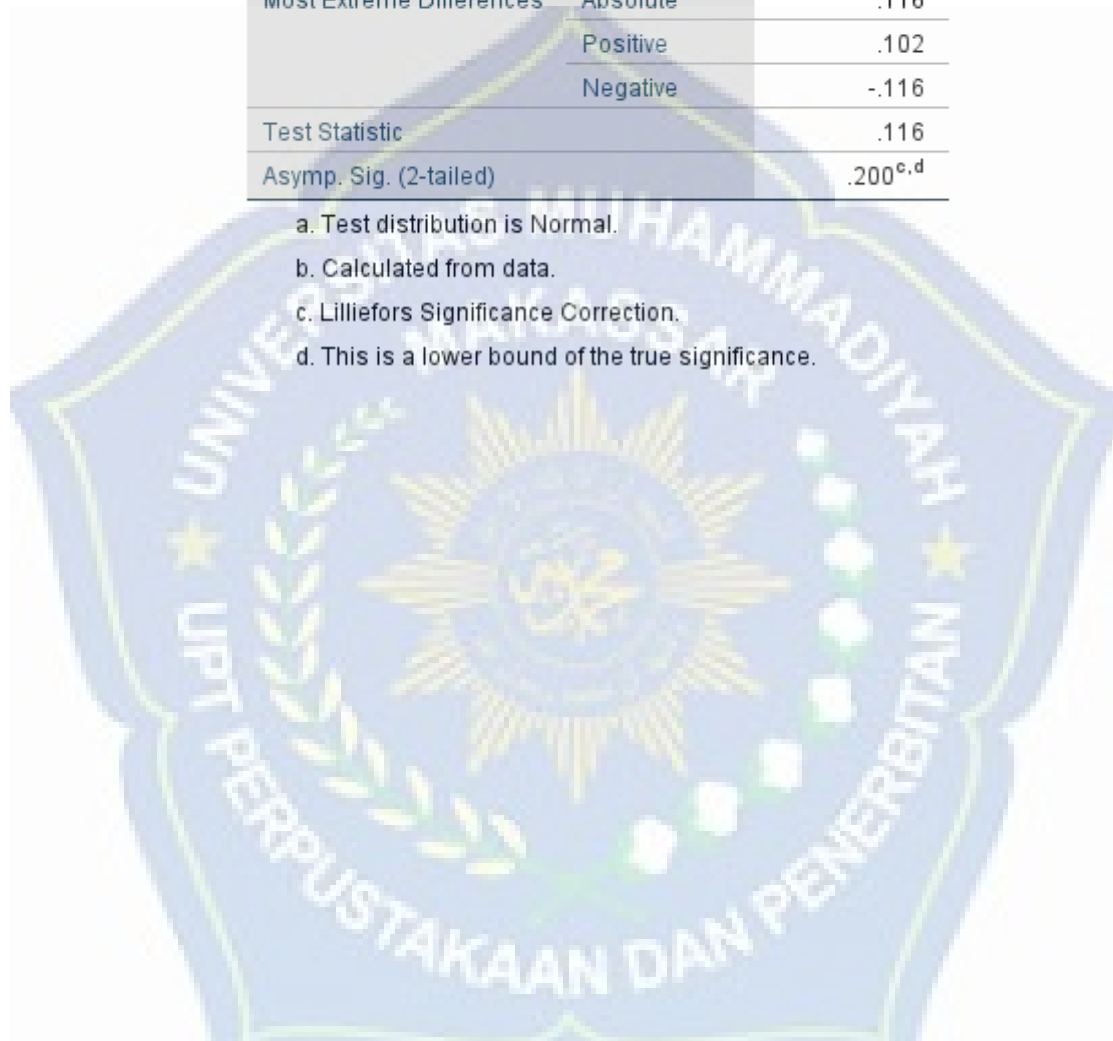 Most Extreme Differences Absolute .116
Positive .102
Negative -.116
Test Statistic .116
Asymp. Sig. (2-tailed) .200c,d
a. Test distribution is Normal.
b. Calculated from data.
c. Lilliefors Significance Correction.
d. This is a lower bound of the true significance.
UNIVERSITAS MUHAMMADIYAH
MAKASSAR
UPT PERPUSTAKAAN DAN PENERBITAN